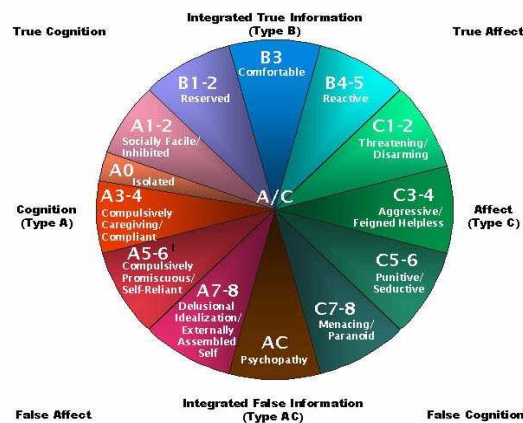 True Cognition
Integrated True Information
(Type B)
True Affect
B3
Comfortable
B1-2
Reserved
B4-5
Reactive
A1-2
Socially Facile/
Inhibited
C1-2
Threatening/
Disarming
A0
Isolated
A/C
Cognition
(Type A)
A3-4
Compulsively
Caregiving/
Compliant
C3-4
Aggressive/
Feigned Helpless
Affect
(Type C)
A5-6
Compulsively
Promiscuous/
Self-Reliant
C5-6
Punitive/
Seductive
A7-8
Delusional
Idealization/
Externally
Assembled
Self
C7-8
Menacing/
Paranoid
AC
Psychopathy
False Affect
Integrated False Information
(Type AC)
False Cognition